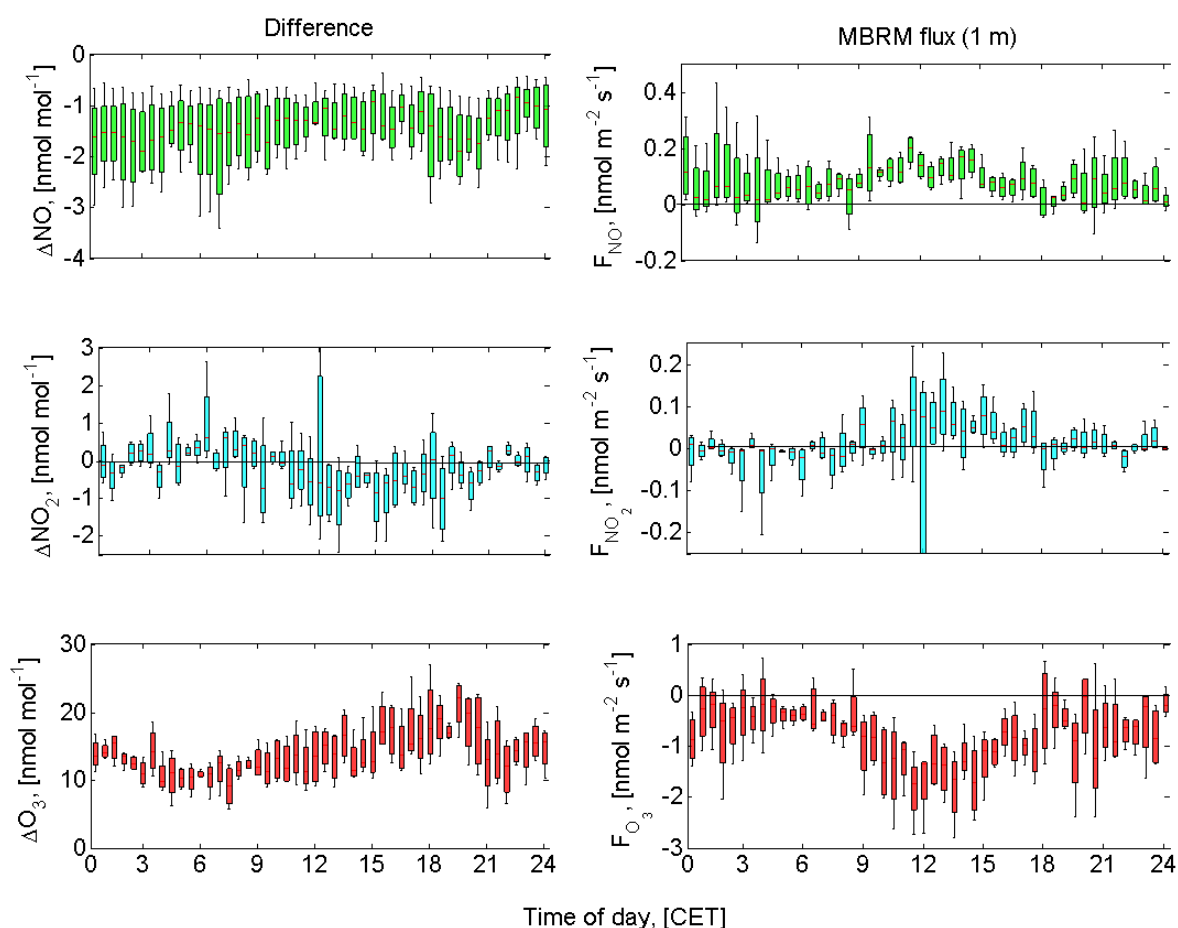 Difference
MBRM flux (1 m)
0
-1
-2
-3
-4
ΔNO, [nmol mol⁻¹]
0.4
0.2
0
-0.2
F_NO, [nmol m⁻² s⁻¹]
3
2
1
0
-1
-2
ΔNO₂, [nmol mol⁻¹]
0.2
0.1
0
-0.1
-0.2
F_NO₂, [nmol m⁻² s⁻¹]
30
20
10
0
ΔO₃, [nmol mol⁻¹]
1
0
-1
-2
-3
F_O₃, [nmol m⁻² s⁻¹]
0 3 6 9 12 15 18 21 24
0 3 6 9 12 15 18 21 24
Time of day, [CET]